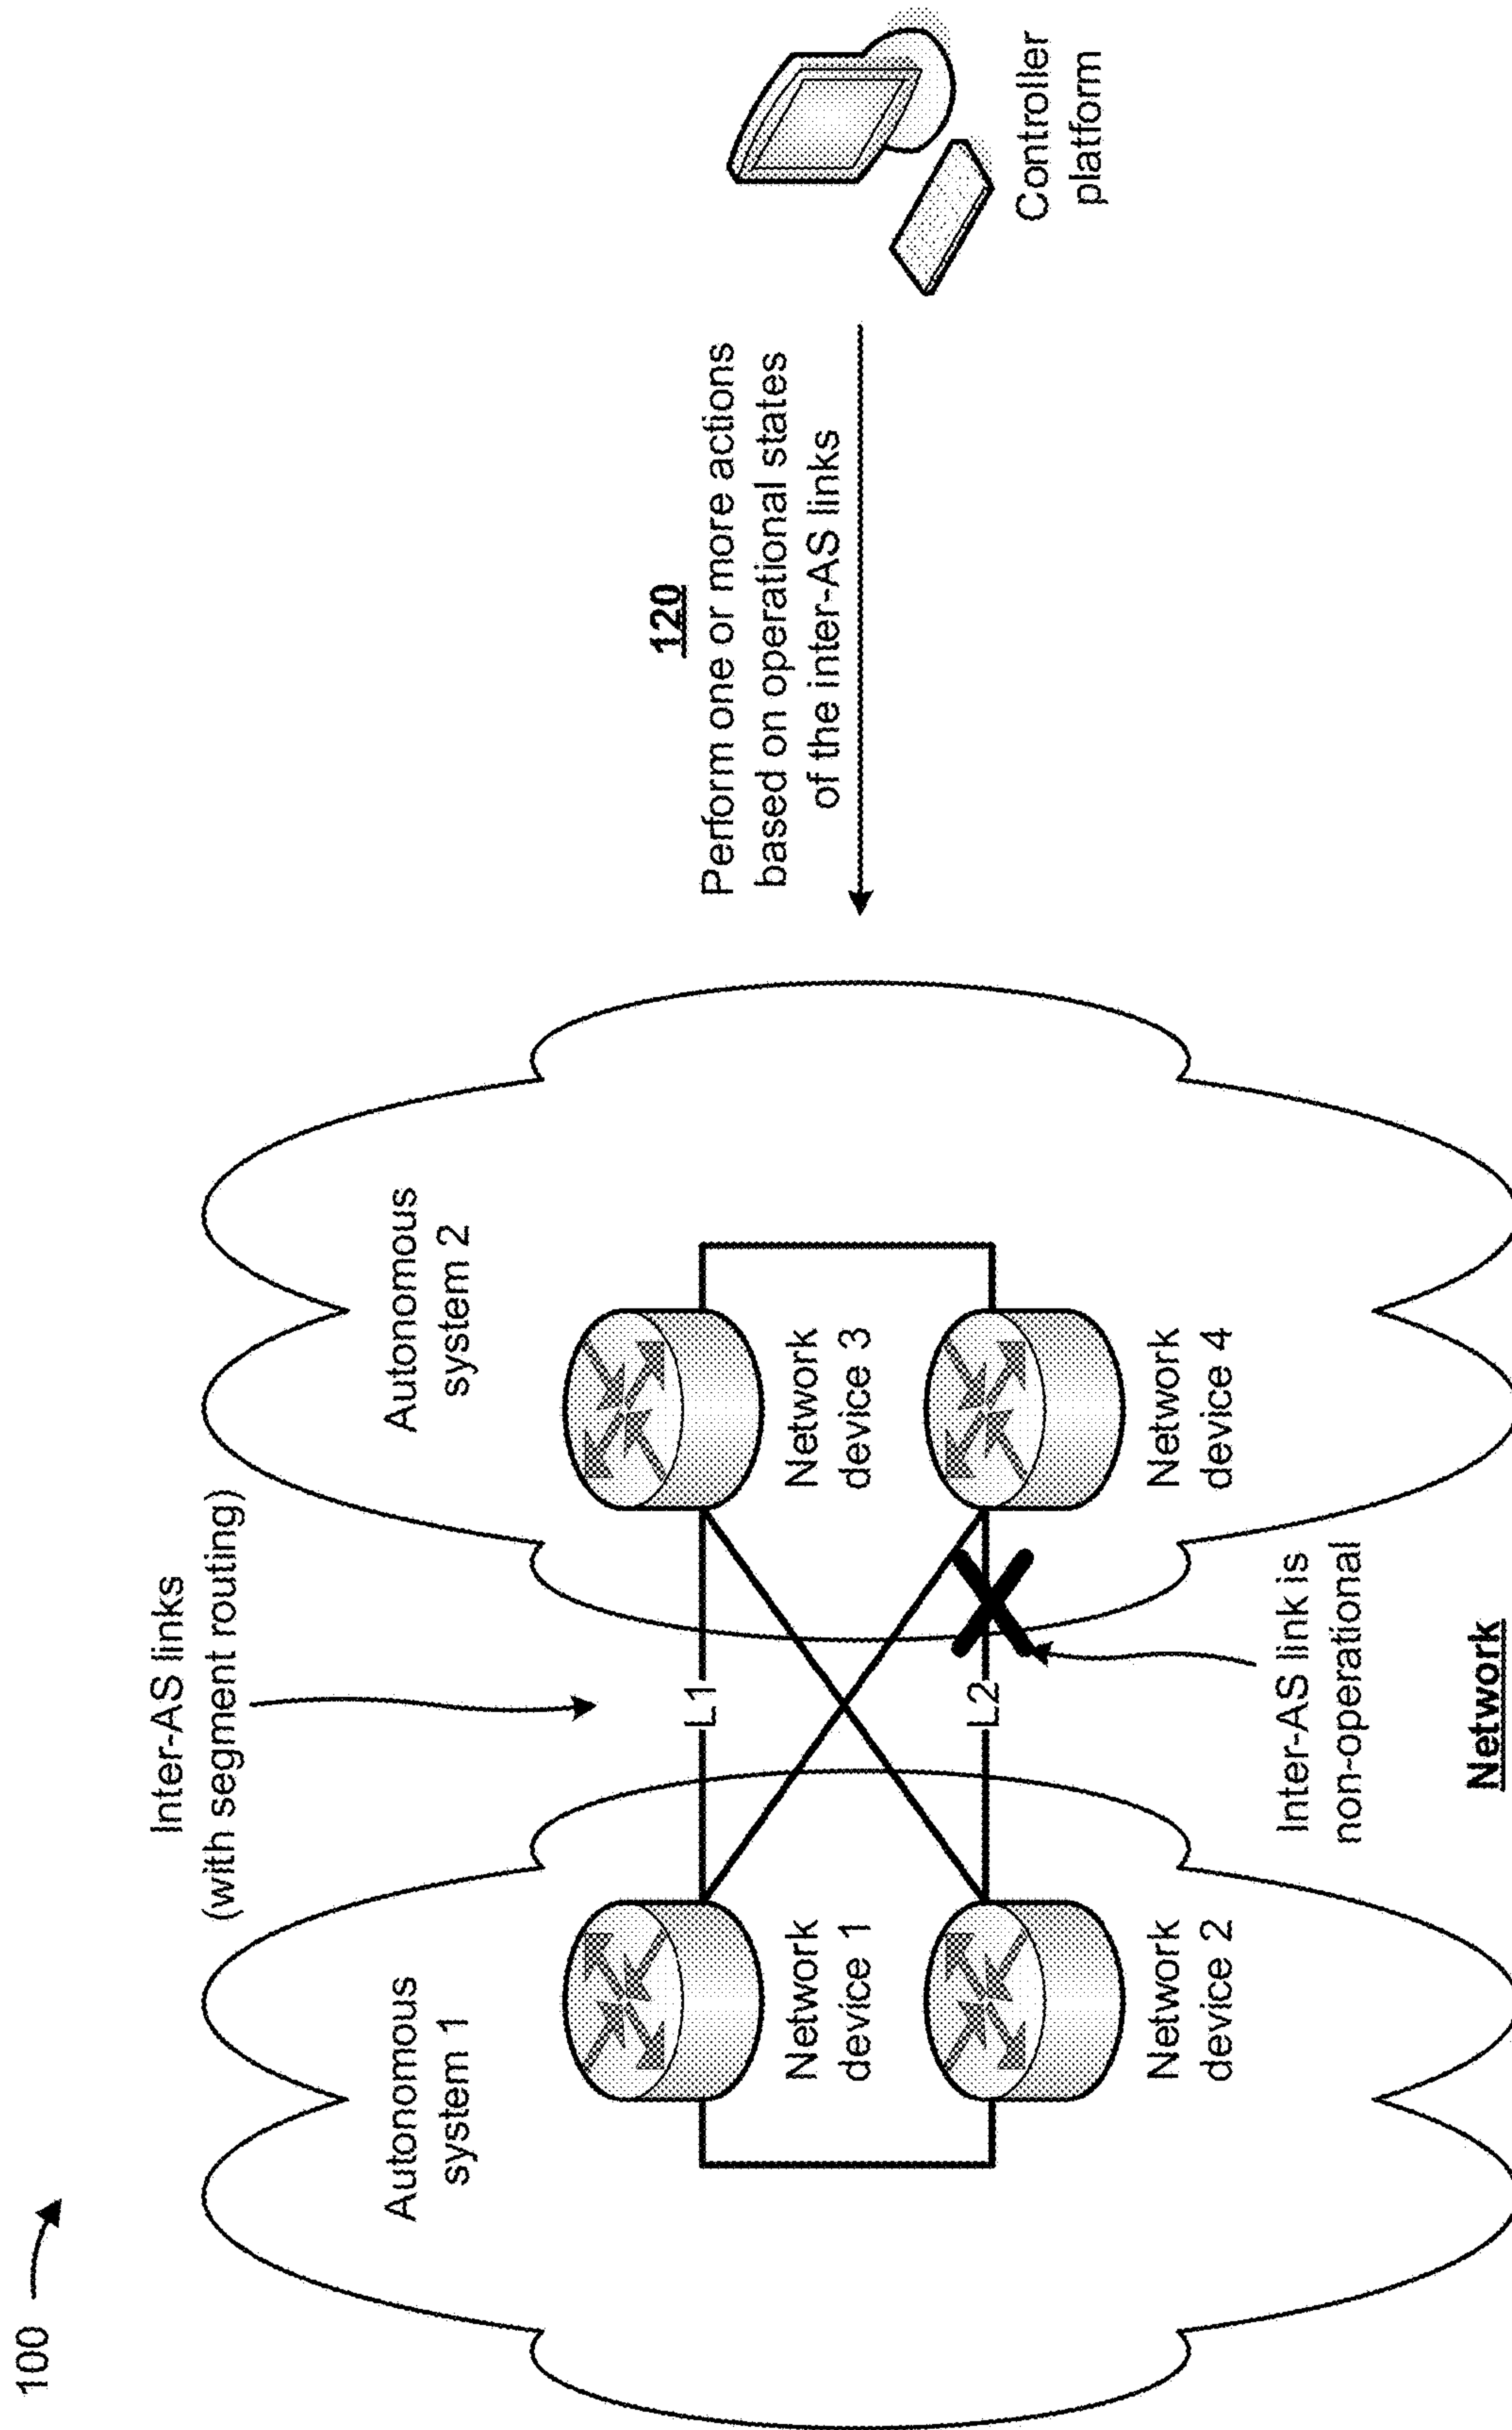 100
Inter-AS links
(with segment routing)
Autonomous
system 1
Autonomous
system 2
120
Perform one or more actions
based on operational states
of the inter-AS links
L1
Network
device 1
Network
device 3
Controller
platform
L2
Network
device 2
Network
device 4
Inter-AS link is
non-operational
Network